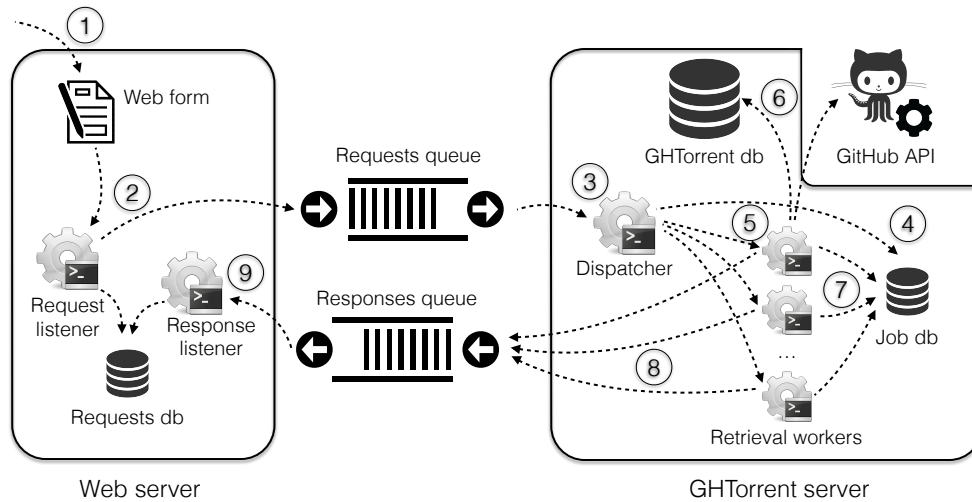 1
Web form
2
Request
listener
>_
9
>_
Response
listener
Requests db
Web server
Requests queue
Responses queue
3
>_
Dispatcher
GHTorrent db
6
GitHub API
5
>_
4
7
>_
Job db
...
8
>_
Retrieval workers
GHTorrent server